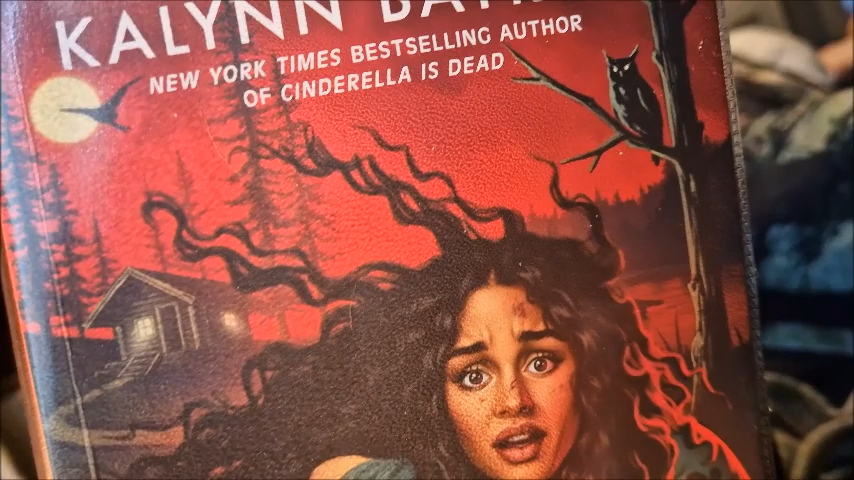 KALYNN
NEW YORK TIMES BESTSELLING AUTHOR
OF CINDERELLA IS DEAD